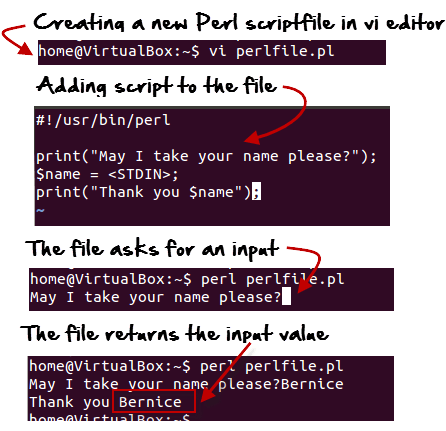 Creating a new Perl scriptfile in vi editor
home@VirtualBox:~$ vi perlfile.pl
Adding script to the file
#!/usr/bin/perl
print("May I take your name please?");
$name = <STDIN>;
print("Thank you $name");
~
The file asks for an input
home@VirtualBox:~$ perl perlfile.pl
May I take your name please?
The file returns the input value
home@VirtualBox:~$ perl perlfile.pl
May I take your name please?Bernice
Thank you Bernice
home@VirtualBox:~$